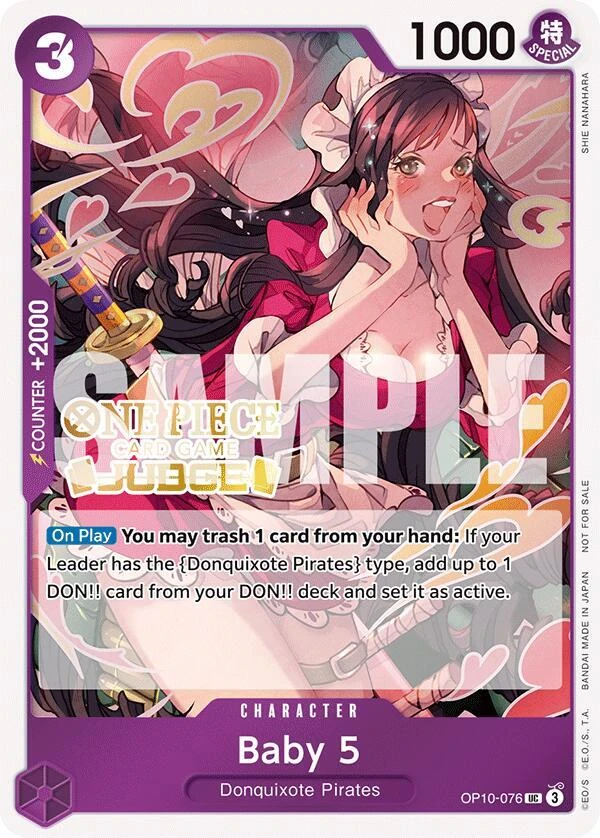 3
1000
特
SPECIAL
SHIE NANAHARA
COUNTER +2000
SAMPLE
ONE PIECE
CARD GAME
JUDGE
On Play You may trash 1 card from your hand: If your
Leader has the {Donquixote Pirates} type, add up to 1
DON!! card from your DON!! deck and set it as active.
CHARACTER
Baby 5
Donquixote Pirates
OP10-076 UC 3
©EO/S ©E.O./S., T.A. BANDAI MADE IN JAPAN NOT FOR SALE